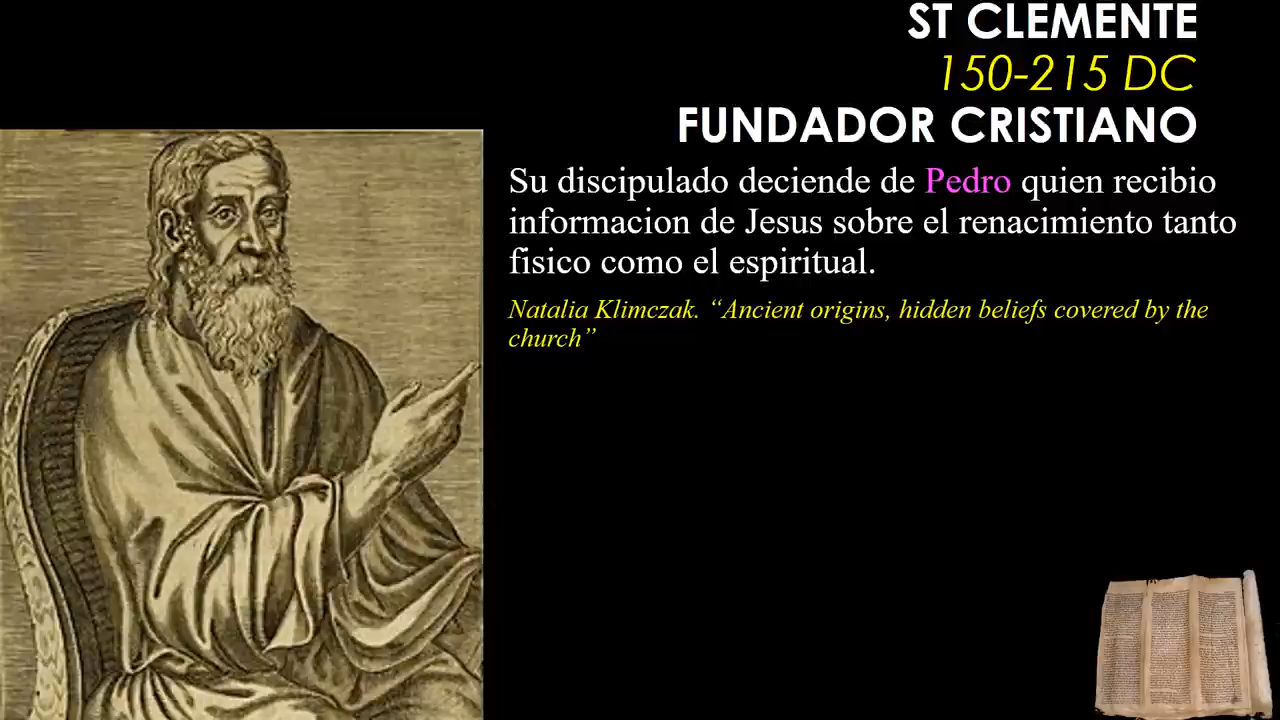 ST CLEMENTE
150-215 DC
FUNDADOR CRISTIANO
Su discipulado deciende de Pedro quien recibio
informacion de Jesus sobre el renacimiento tanto
fisico como el espiritual.
Natalia Klimczak. “Ancient origins, hidden beliefs covered by the
church”